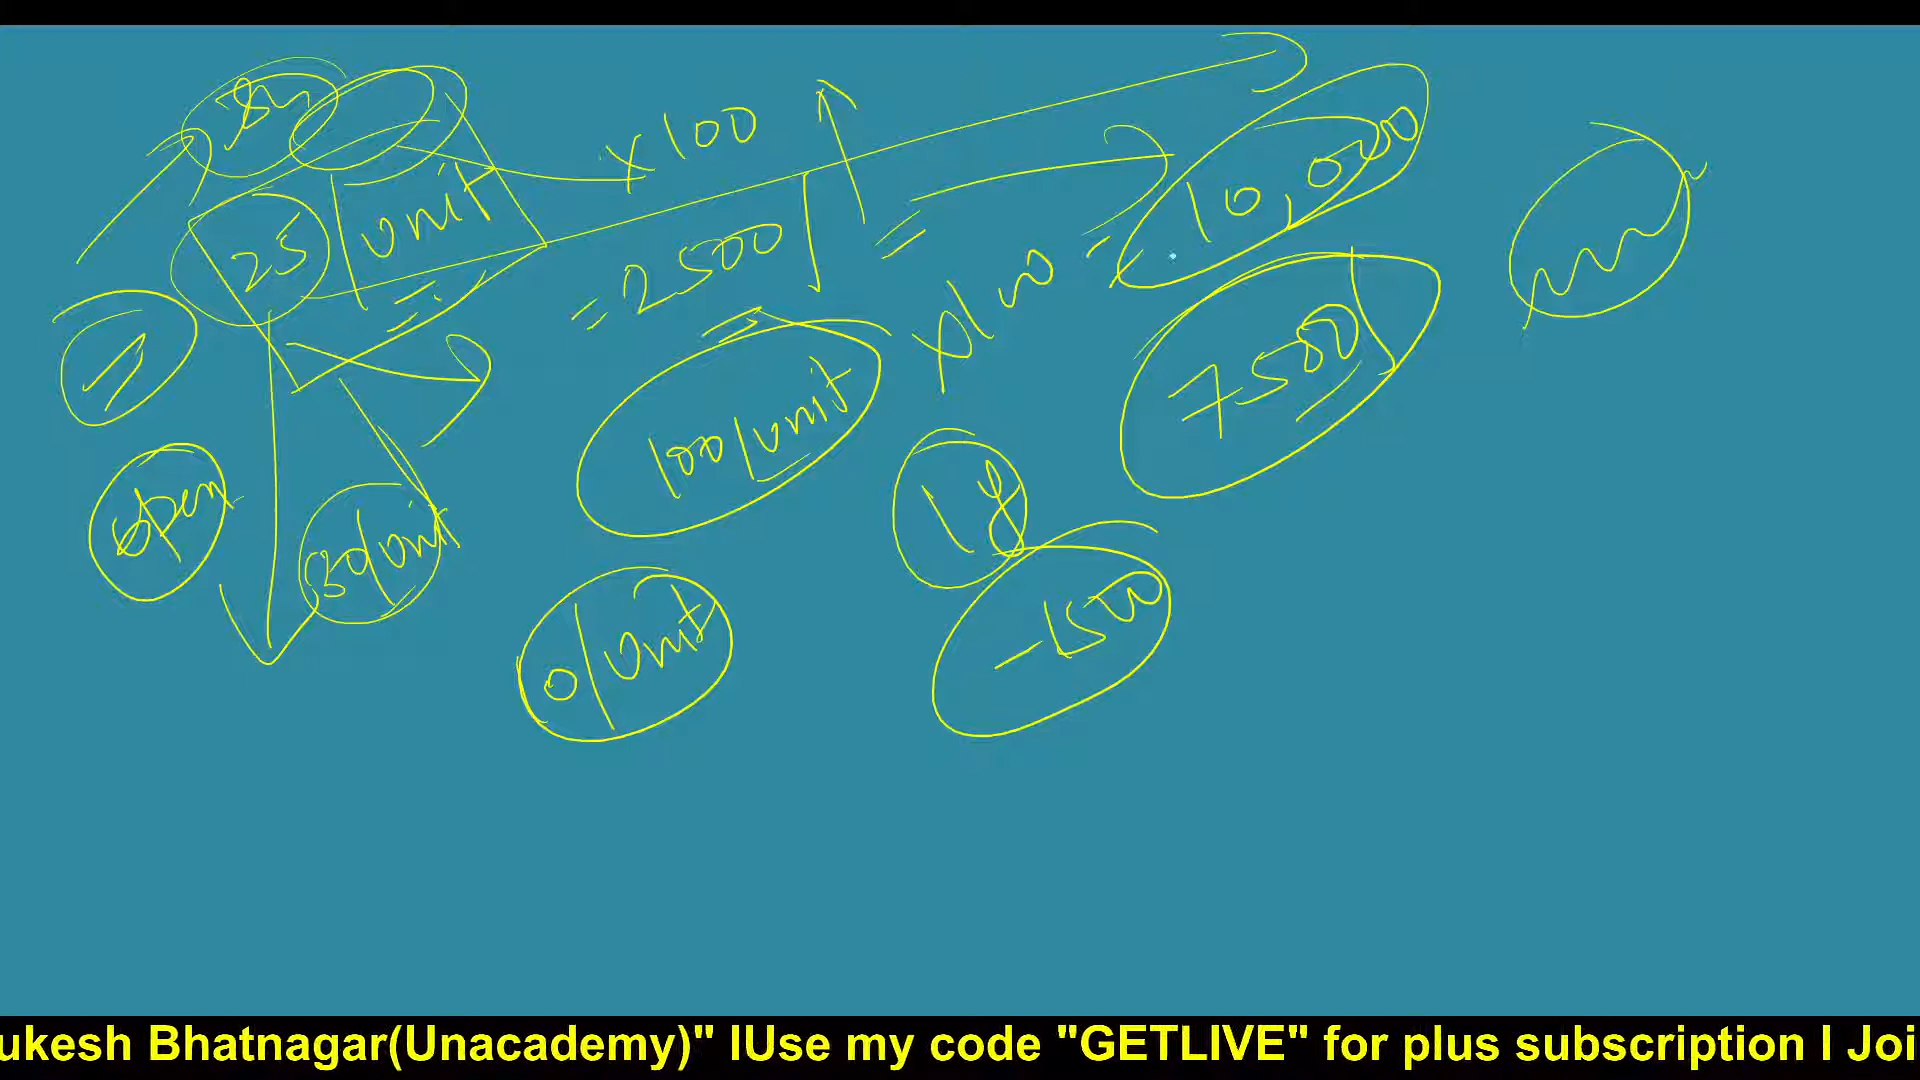 25/unit x100
= 2500 =
100/unit x100 = 10,000
7500
open 30/unit 1 y
0/unit -1500
ukesh Bhatnagar(Unacademy)" IUse my code "GETLIVE" for plus subscription I Joi